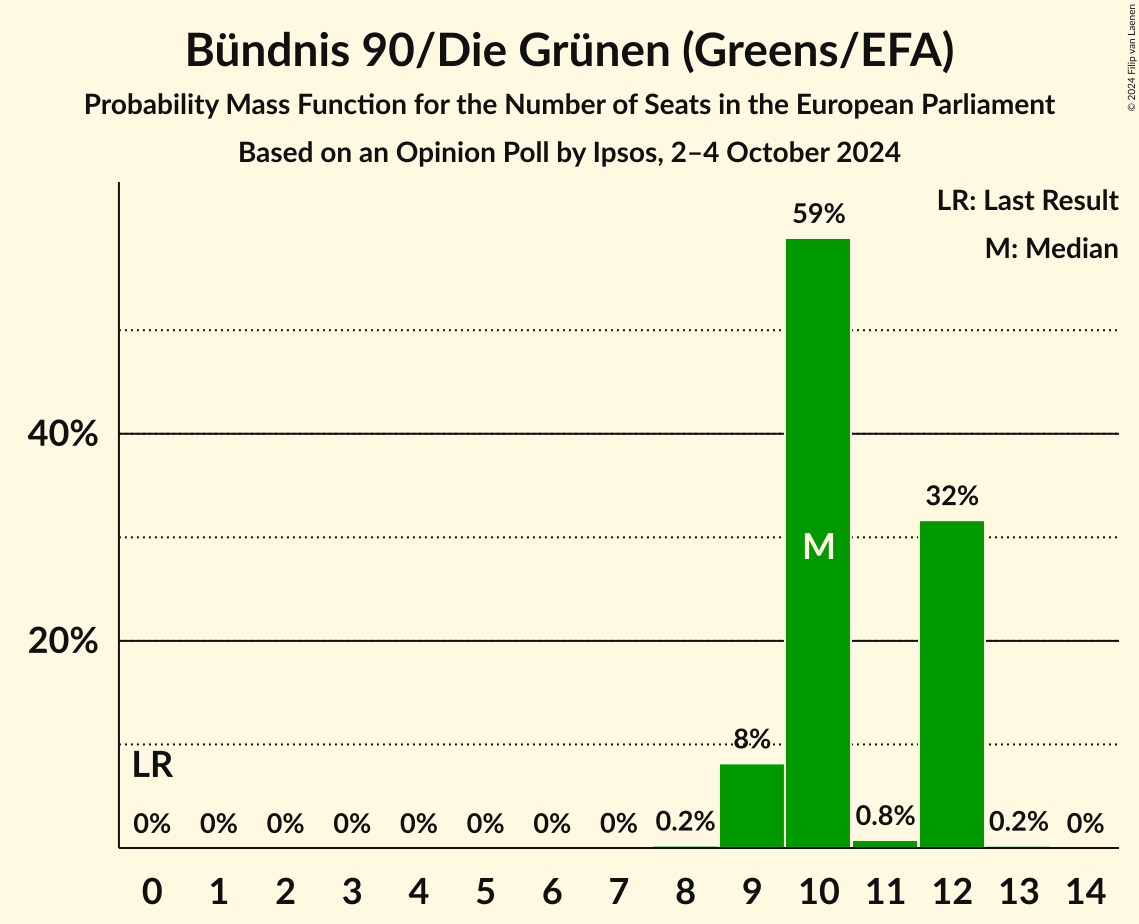 Bündnis 90/Die Grünen (Greens/EFA)
Probability Mass Function for the Number of Seats in the European Parliament
Based on an Opinion Poll by Ipsos, 2–4 October 2024
© 2024 Filip van Laenen
LR: Last Result
M: Median
59%
40%
32%
M
20%
8%
LR
0% 0% 0% 0% 0% 0% 0% 0% 0.2% 0.8% 0.2% 0%
0 1 2 3 4 5 6 7 8 9 10 11 12 13 14